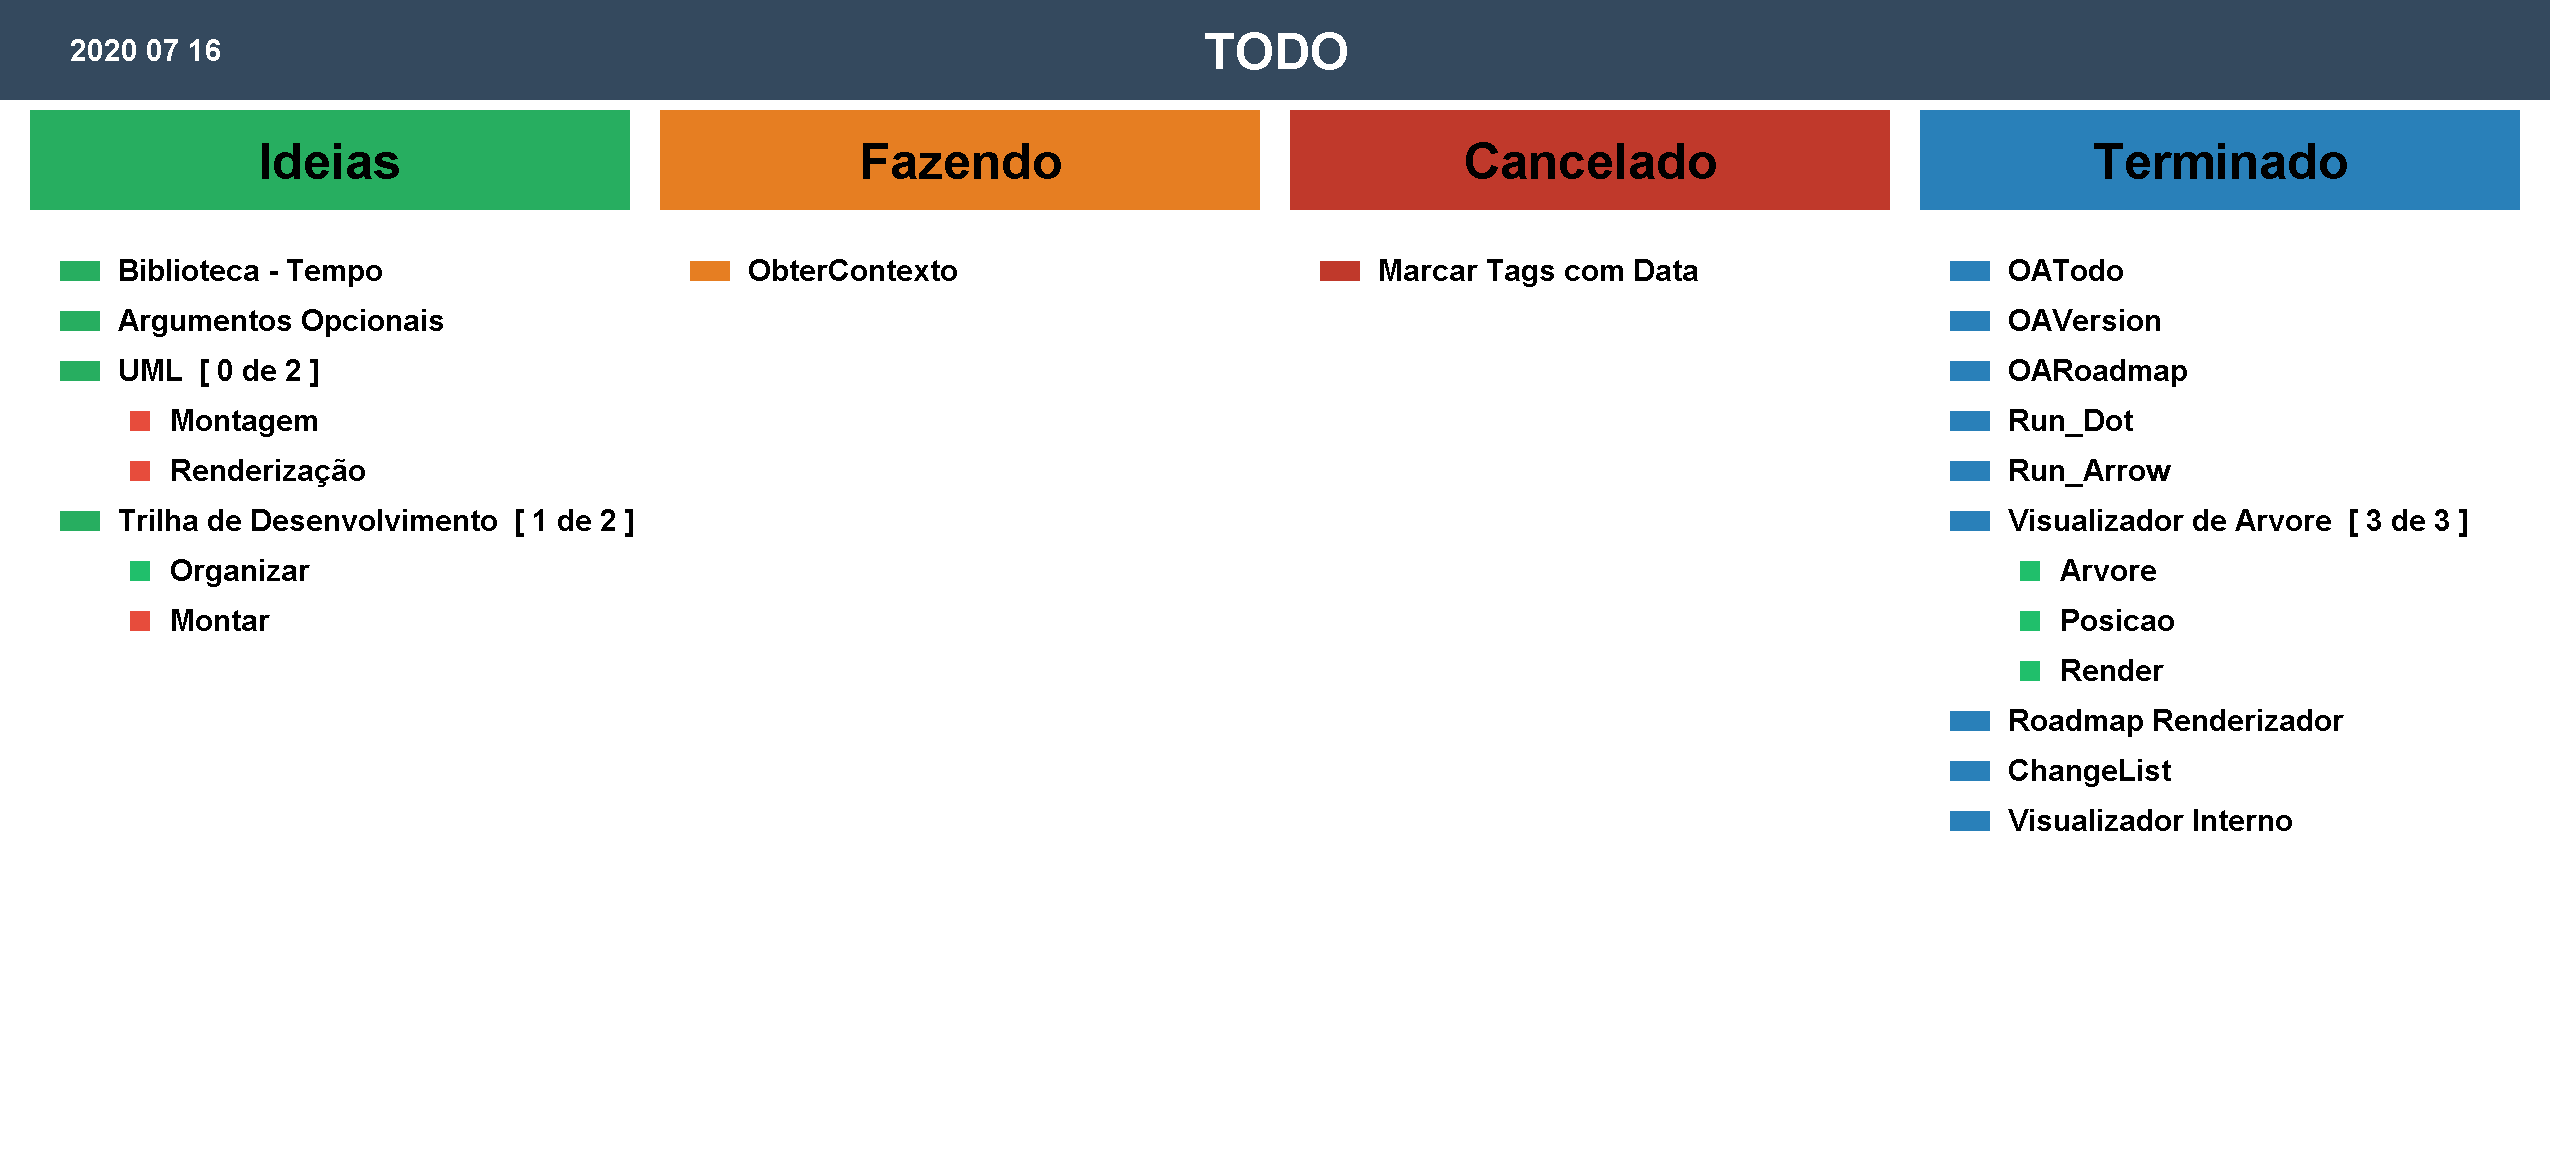 2020 07 16
TODO
Ideias
Biblioteca - Tempo
Argumentos Opcionais
UML [ 0 de 2 ]
Montagem
Renderização
Trilha de Desenvolvimento [ 1 de 2 ]
Organizar
Montar
Fazendo
ObterContexto
Cancelado
Marcar Tags com Data
Terminado
OATodo
OAVersion
OARoadmap
Run_Dot
Run_Arrow
Visualizador de Arvore [ 3 de 3 ]
Arvore
Posicao
Render
Roadmap Renderizador
ChangeList
Visualizador Interno